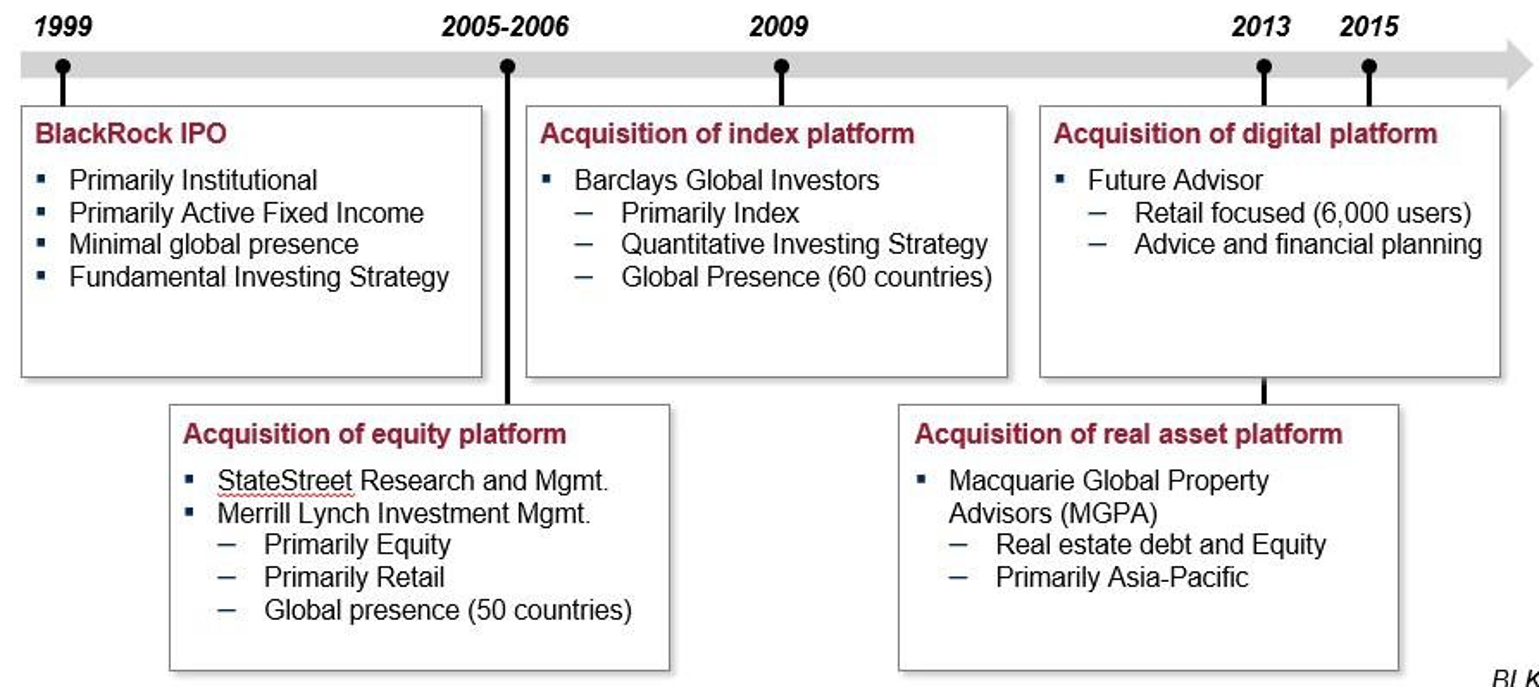 1999
2005-2006
2009
2013
2015
BlackRock IPO
▪ Primarily Institutional
▪ Primarily Active Fixed Income
▪ Minimal global presence
▪ Fundamental Investing Strategy
Acquisition of index platform
▪ Barclays Global Investors
– Primarily Index
– Quantitative Investing Strategy
– Global Presence (60 countries)
Acquisition of digital platform
▪ Future Advisor
– Retail focused (6,000 users)
– Advice and financial planning
Acquisition of equity platform
▪ StateStreet Research and Mgmt.
▪ Merrill Lynch Investment Mgmt.
– Primarily Equity
– Primarily Retail
– Global presence (50 countries)
Acquisition of real asset platform
▪ Macquarie Global Property
Advisors (MGPA)
– Real estate debt and Equity
– Primarily Asia-Pacific